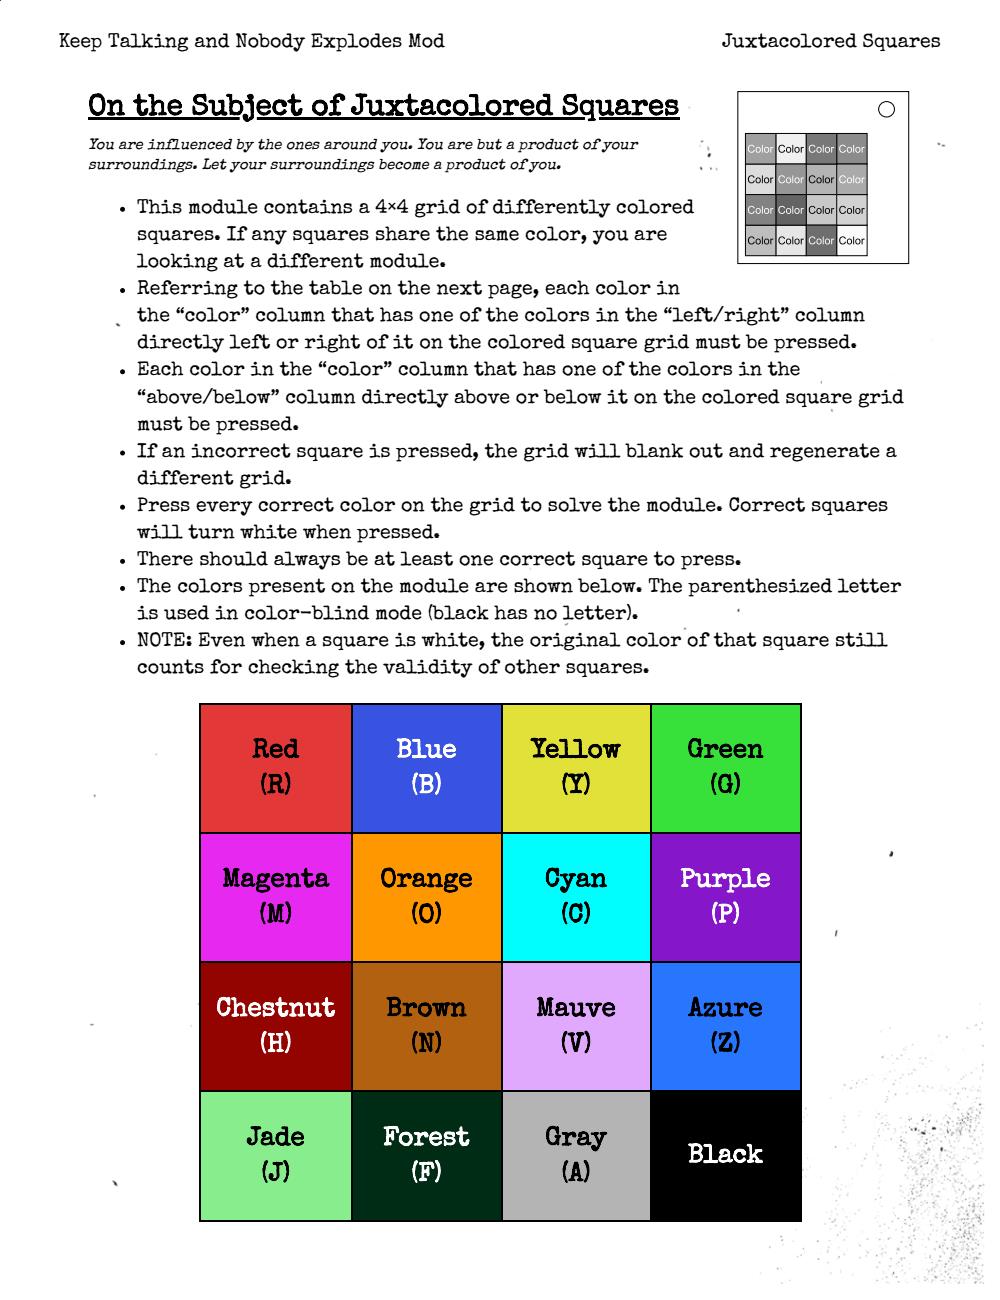 Keep Talking and Nobody Explodes Mod
Juxtacolored Squares
On the Subject of Juxtacolored Squares
You are influenced by the ones around you. You are but a product of your
surroundings. Let your surroundings become a product of you.
Color Color Color Color
Color Color Color Color
Color Color Color Color
Color Color Color Color
• This module contains a 4×4 grid of differently colored
squares. If any squares share the same color, you are
looking at a different module.
• Referring to the table on the next page, each color in
the “color” column that has one of the colors in the “left/right” column
directly left or right of it on the colored square grid must be pressed.
• Each color in the “color” column that has one of the colors in the
“above/below” column directly above or below it on the colored square grid
must be pressed.
• If an incorrect square is pressed, the grid will blank out and regenerate a
different grid.
• Press every correct color on the grid to solve the module. Correct squares
will turn white when pressed.
• There should always be at least one correct square to press.
• The colors present on the module are shown below. The parenthesized letter
is used in color-blind mode (black has no letter).
• NOTE: Even when a square is white, the original color of that square still
counts for checking the validity of other squares.
Red Blue Yellow Green
(R) (B) (Y) (G)
Magenta Orange Cyan Purple
(M) (O) (C) (P)
Chestnut Brown Mauve Azure
(H) (N) (V) (Z)
Jade Forest Gray Black
(J) (F) (A)